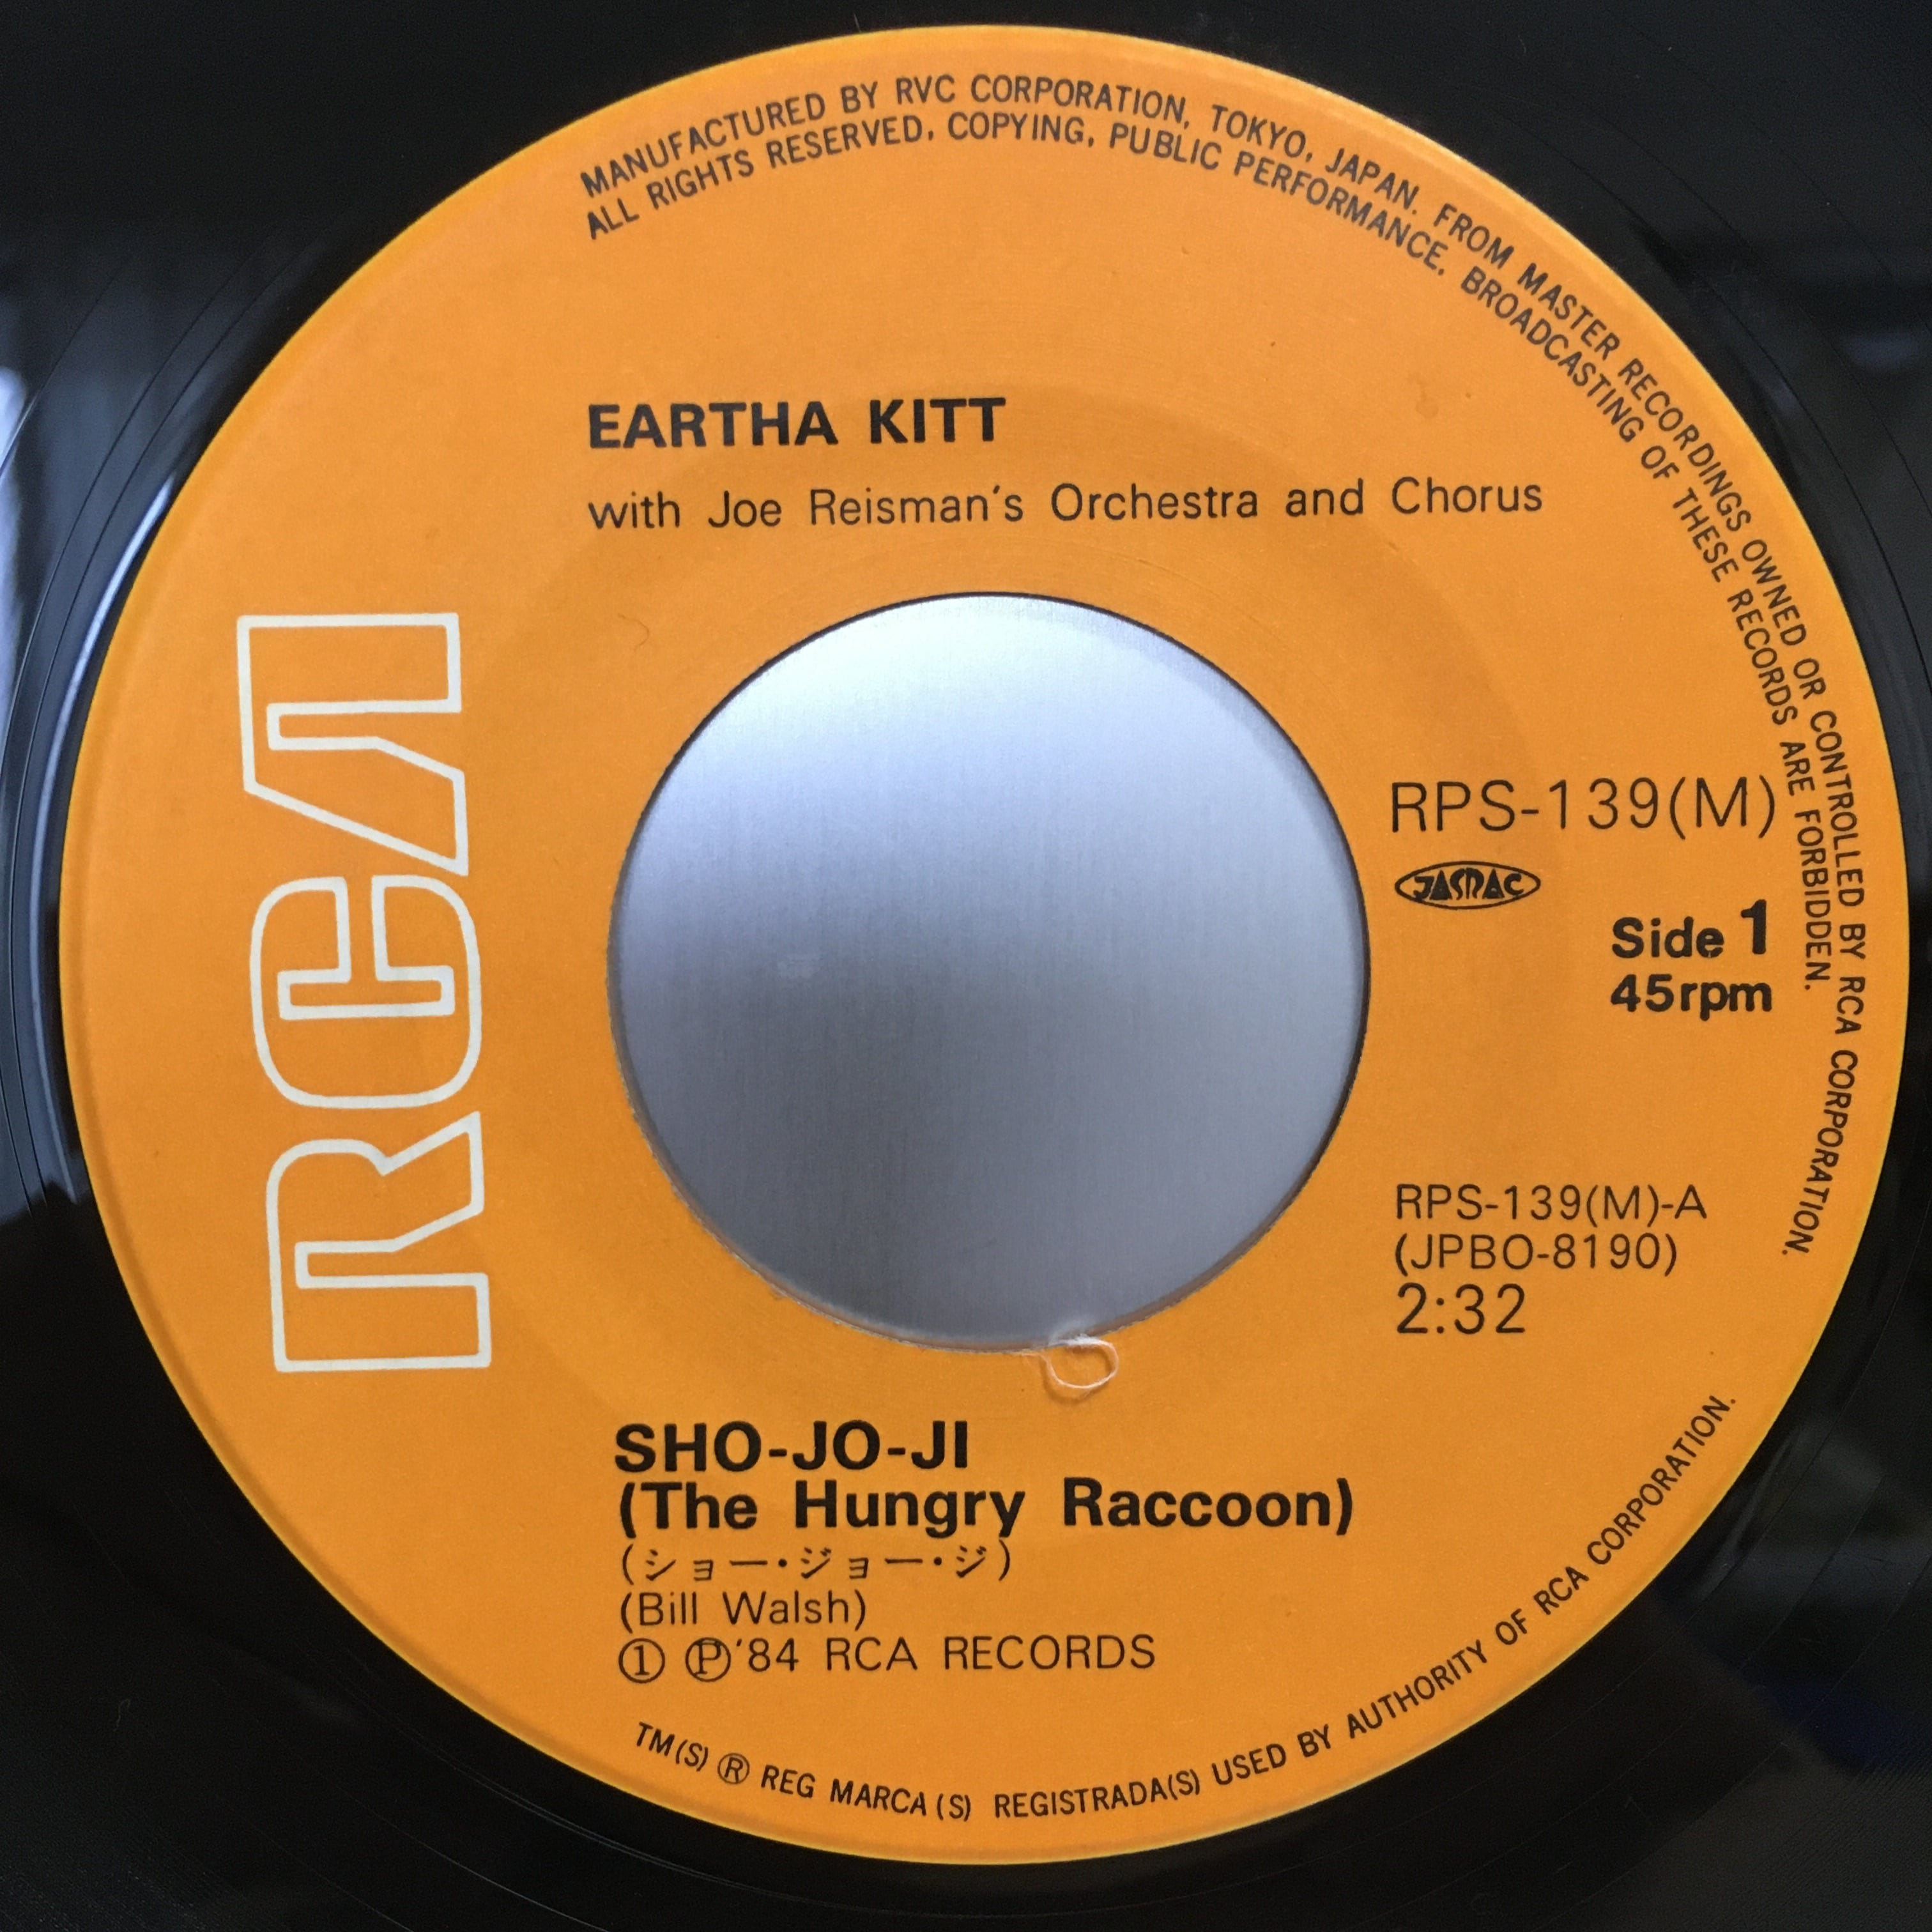 MANUFACTURED BY RVC CORPORATION, TOKYO, JAPAN. FROM MASTER RECORDINGS OWNED OR CONTROLLED BY RCA CORPORATION.
ALL RIGHTS RESERVED. COPYING, PUBLIC PERFORMANCE. BROADCASTING OF THESE RECORDS ARE FORBIDDEN.
EARTHA KITT
with Joe Reisman's Orchestra and Chorus
RCA
RPS-139(M)
JASRAC
Side 1
45rpm
RPS-139(M)-A
(JPBO-8190)
2:32
SHO-JO-JI
(The Hungry Raccoon)
(ショー・ジョー・ジ)
(Bill Walsh)
① Ⓟ'84 RCA RECORDS
TM(S) ® REG MARCA (S) REGISTRADA(S) USED BY AUTHORITY OF RCA CORPORATION.